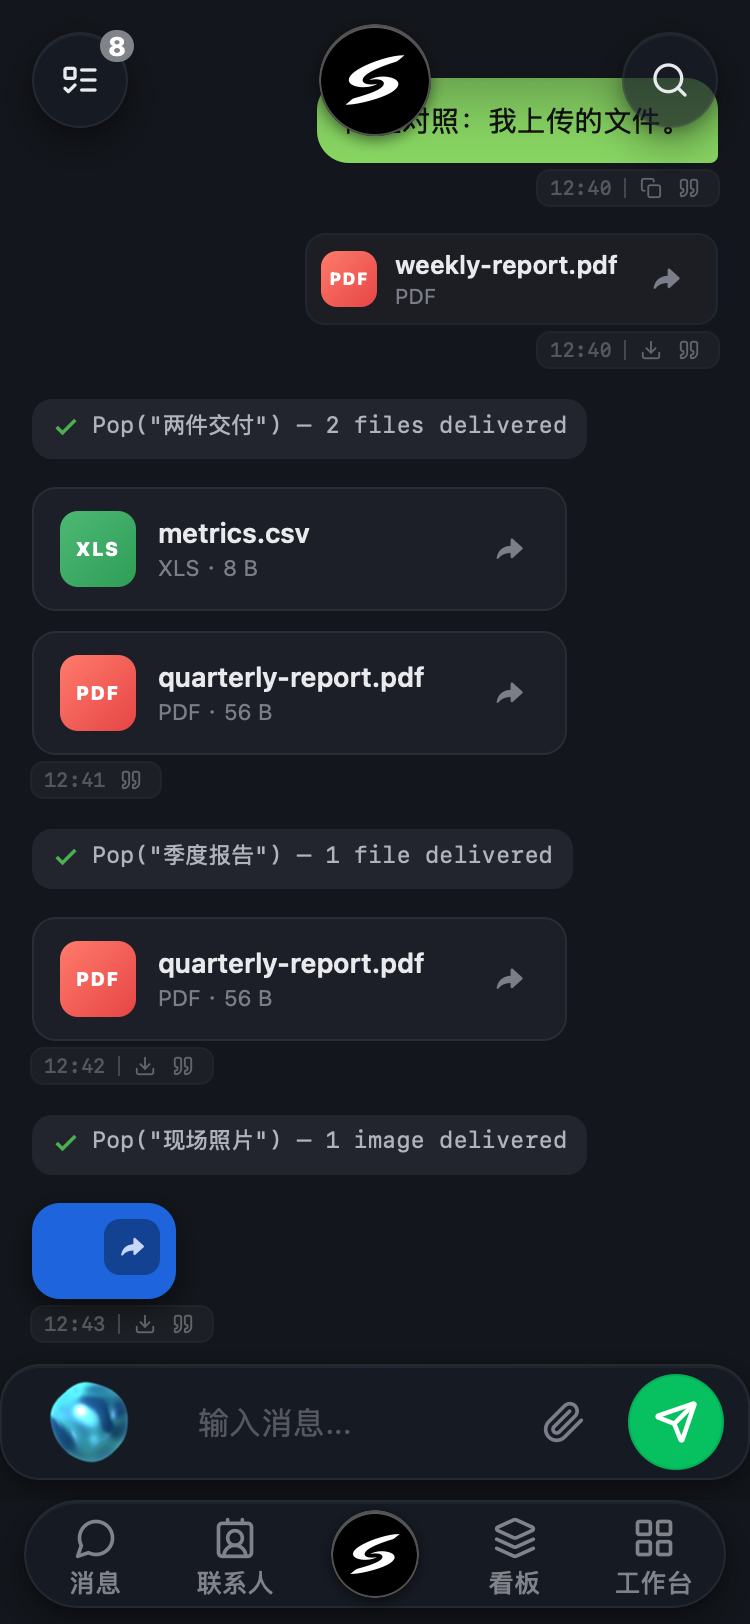 8
对照：我上传的文件。
12:40
PDF
weekly-report.pdf
PDF
12:40
Pop("两件交付") — 2 files delivered
XLS
metrics.csv
XLS · 8 B
PDF
quarterly-report.pdf
PDF · 56 B
12:41
Pop("季度报告") — 1 file delivered
PDF
quarterly-report.pdf
PDF · 56 B
12:42
Pop("现场照片") — 1 image delivered
12:43
输入消息...
消息
联系人
看板
工作台